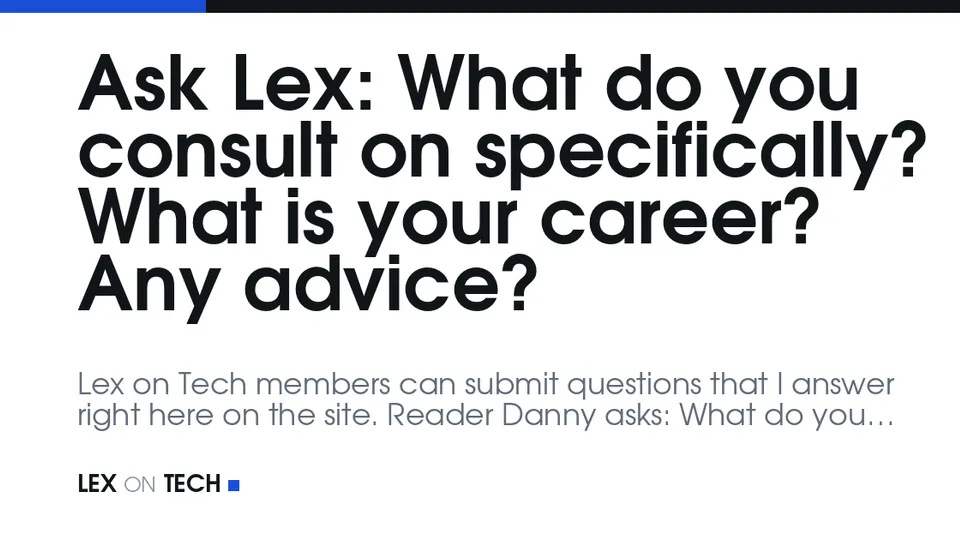 Ask Lex: What do you
consult on specifically?
What is your career?
Any advice?
Lex on Tech members can submit questions that I answer
right here on the site. Reader Danny asks: What do you…
LEX ON TECH